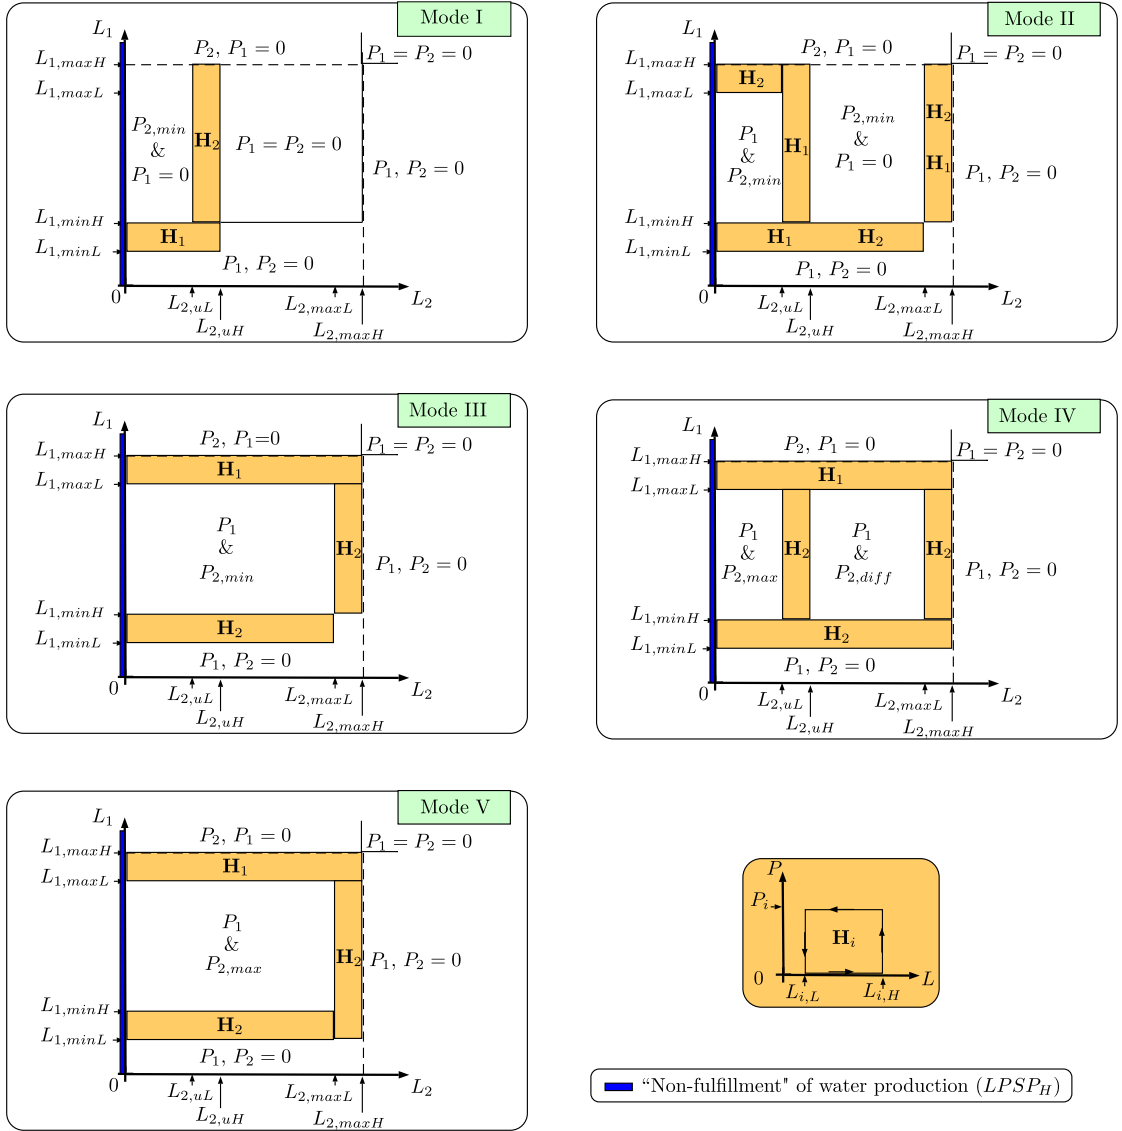 Mode I
L₁
P₂, P₁ = 0
P₁ = P₂ = 0
L₁,maxH
L₁,maxL
P₂,min
&
P₁ = 0
H₂
P₁ = P₂ = 0
P₁, P₂ = 0
L₁,minH
L₁,minL
H₁
P₁, P₂ = 0
0
L₂,uL
L₂,uH
L₂,maxL
L₂,maxH
L₂
Mode II
L₁
P₂, P₁ = 0
P₁ = P₂ = 0
L₁,maxH
L₁,maxL
H₂
P₁
&
P₂,min
H₁
P₂,min
&
P₁ = 0
H₂
H₁
P₁, P₂ = 0
L₁,minH
L₁,minL
H₁
H₂
P₁, P₂ = 0
0
L₂,uL
L₂,uH
L₂,maxL
L₂,maxH
L₂
Mode III
L₁
P₂, P₁=0
P₁ = P₂ = 0
L₁,maxH
L₁,maxL
H₁
P₁
&
P₂,min
H₂
P₁, P₂ = 0
L₁,minH
L₁,minL
H₂
P₁, P₂ = 0
0
L₂,uL
L₂,uH
L₂,maxL
L₂,maxH
L₂
Mode IV
L₁
P₂, P₁ = 0
P₁ = P₂ = 0
L₁,maxH
L₁,maxL
H₁
P₁
&
P₂,max
H₂
P₁
&
P₂,diff
H₂
P₁, P₂ = 0
L₁,minH
L₁,minL
H₂
P₁, P₂ = 0
0
L₂,uL
L₂,uH
L₂,maxL
L₂,maxH
L₂
Mode V
L₁
P₂, P₁ = 0
P₁ = P₂ = 0
L₁,maxH
L₁,maxL
H₁
P₁
&
P₂,max
H₂
P₁, P₂ = 0
L₁,minH
L₁,minL
H₂
P₁, P₂ = 0
0
L₂,uL
L₂,uH
L₂,maxL
L₂,maxH
L₂
P
Pᵢ
Hᵢ
0
Lᵢ,L
Lᵢ,H
L
“Non-fulfillment" of water production (LPSP_H)